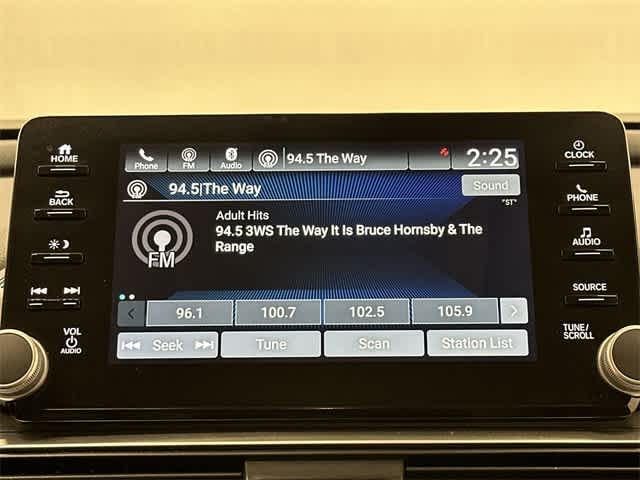 HOME
BACK
VOL
AUDIO
Phone
FM
Audio
94.5 The Way
2:25
94.5|The Way
Sound
"ST"
FM
Adult Hits
94.5 3WS The Way It Is Bruce Hornsby & The
Range
96.1
100.7
102.5
105.9
Seek
Tune
Scan
Station List
CLOCK
PHONE
AUDIO
SOURCE
TUNE/
SCROLL